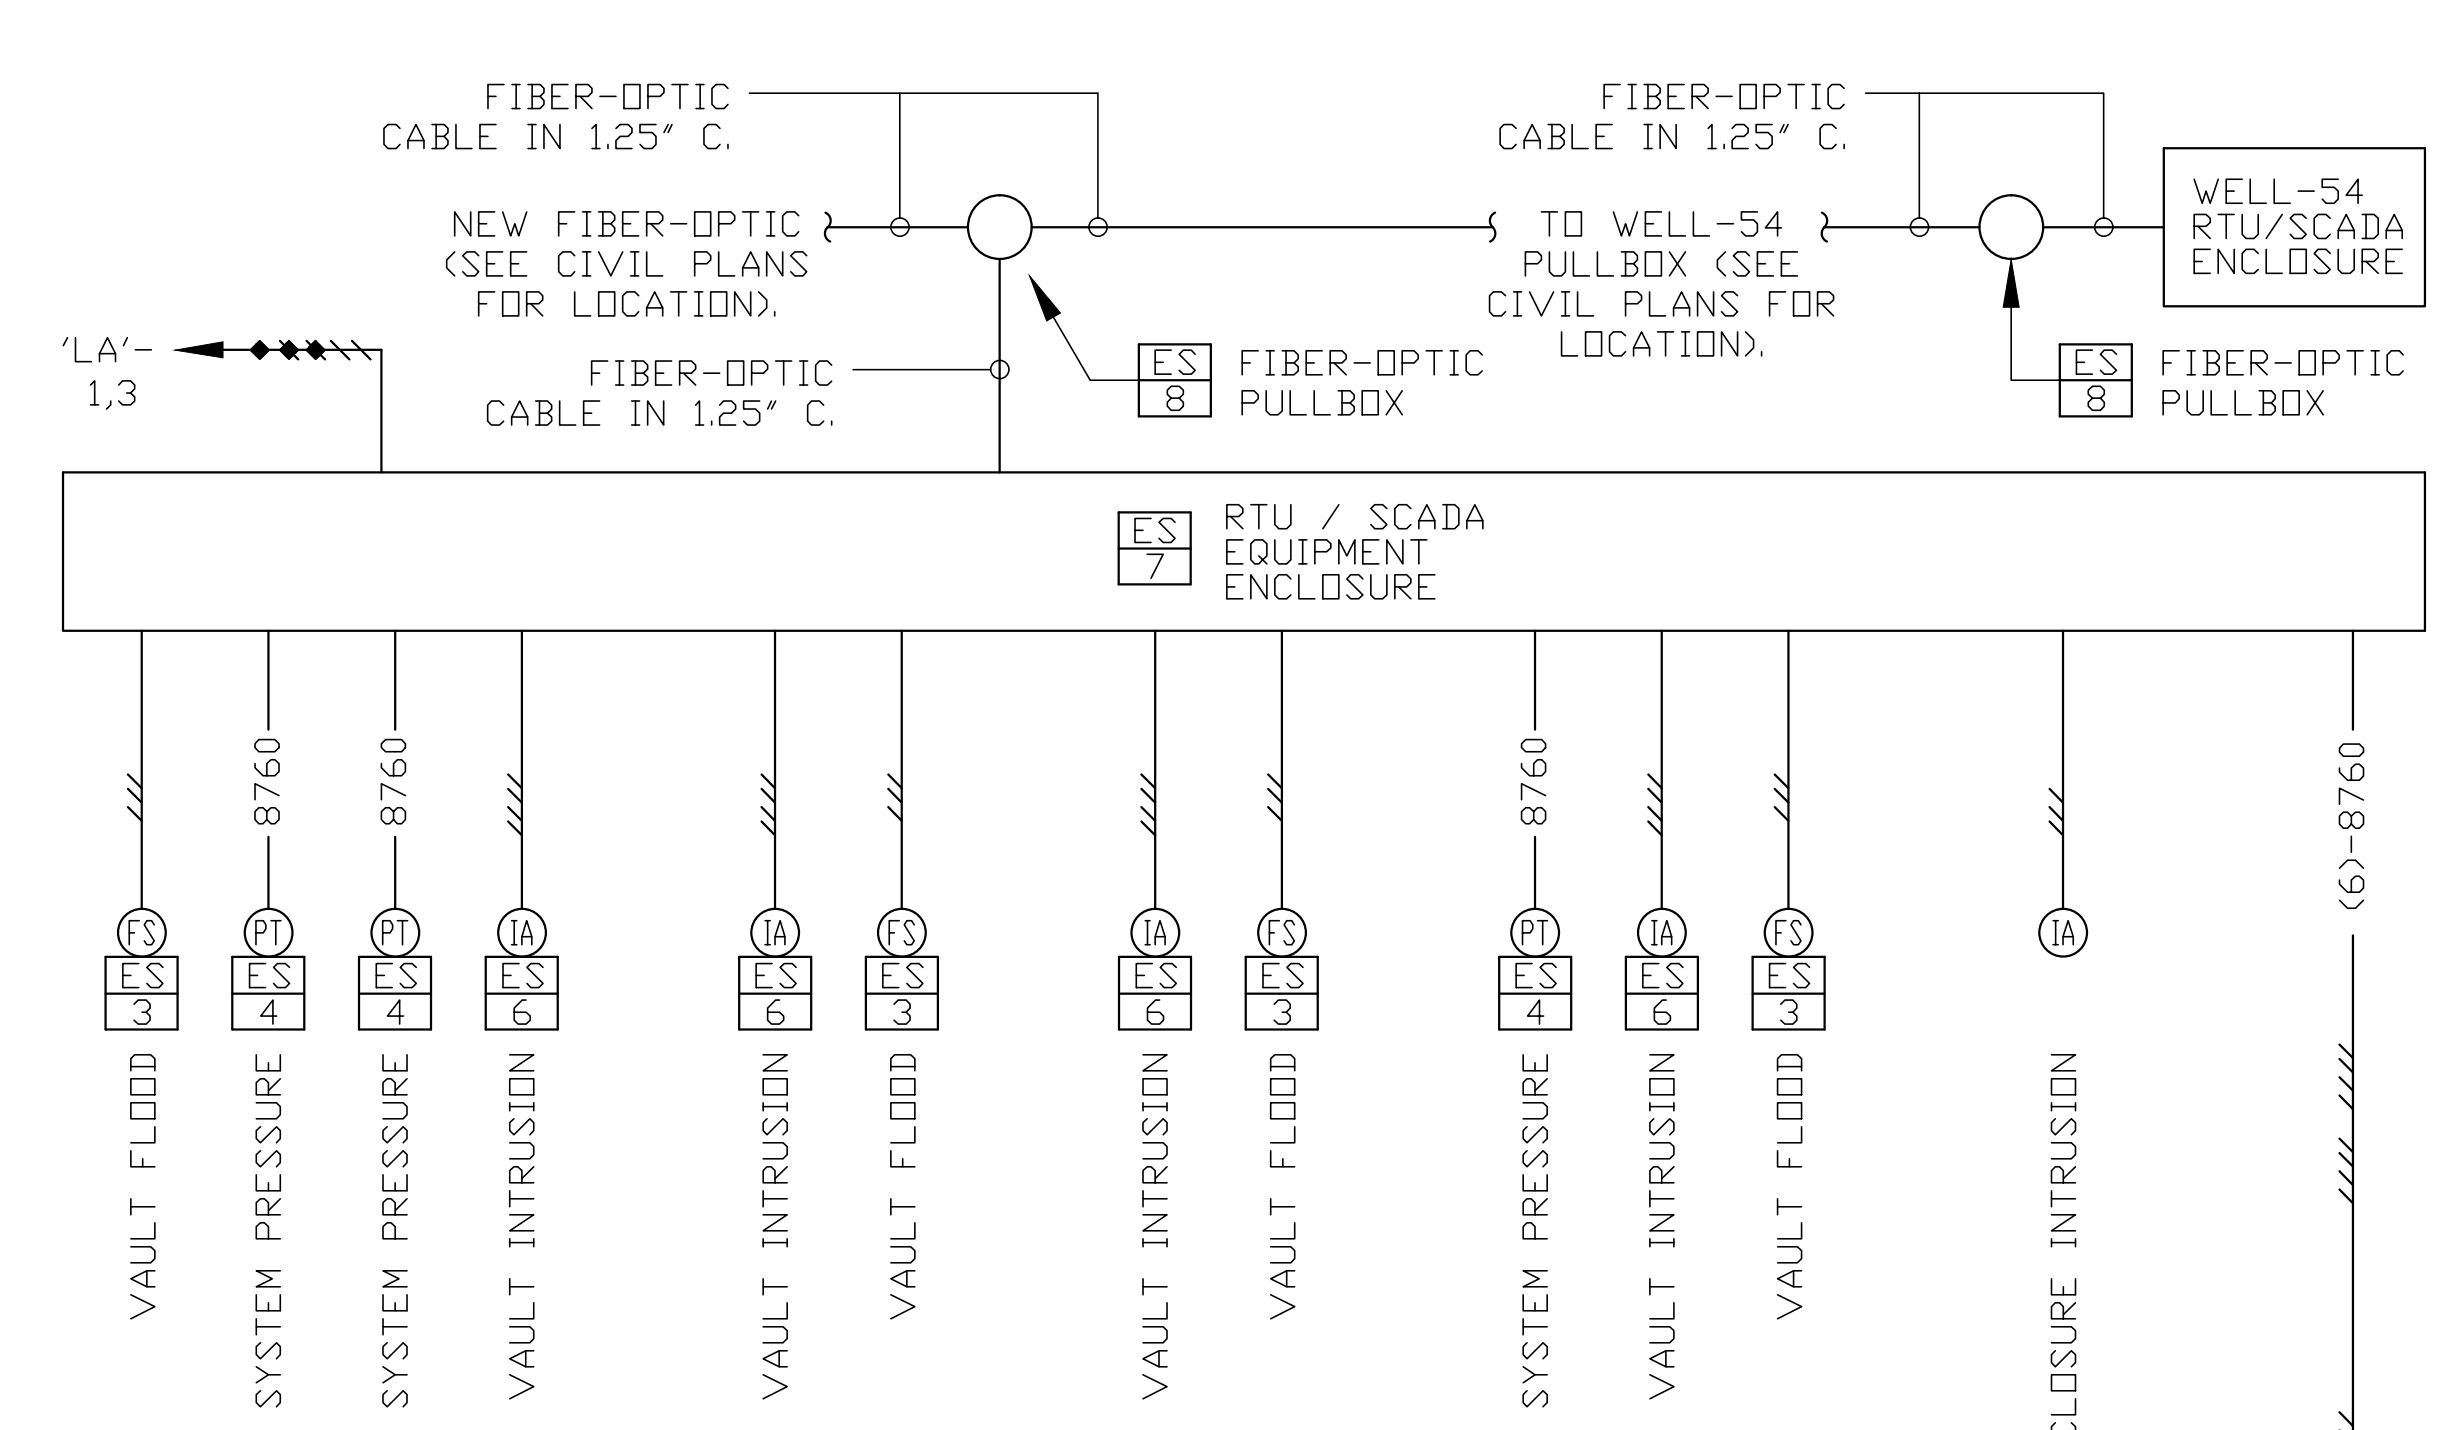 FIBER-OPTIC
CABLE IN 1.25" C.
FIBER-OPTIC
CABLE IN 1.25" C.
WELL-54
RTU/SCADA
ENCLOSURE
NEW FIBER-OPTIC
(SEE CIVIL PLANS
FOR LOCATION).
TO WELL-54
PULLBOX (SEE
CIVIL PLANS FOR
LOCATION).
'LA'-
1,3
FIBER-OPTIC
CABLE IN 1.25" C.
ES
8
FIBER-OPTIC
PULLBOX
ES
8
FIBER-OPTIC
PULLBOX
ES
7
RTU / SCADA
EQUIPMENT
ENCLOSURE
8760
8760
8760
(6)-8760
FS
ES
3
VAULT FLOOD
PT
ES
4
SYSTEM PRESSURE
PT
ES
4
SYSTEM PRESSURE
IA
ES
6
VAULT INTRUSION
IA
ES
6
VAULT INTRUSION
FS
ES
3
VAULT FLOOD
IA
ES
6
VAULT INTRUSION
FS
ES
3
VAULT FLOOD
PT
ES
4
SYSTEM PRESSURE
IA
ES
6
VAULT INTRUSION
FS
ES
3
VAULT FLOOD
IA
CLOSURE INTRUSION